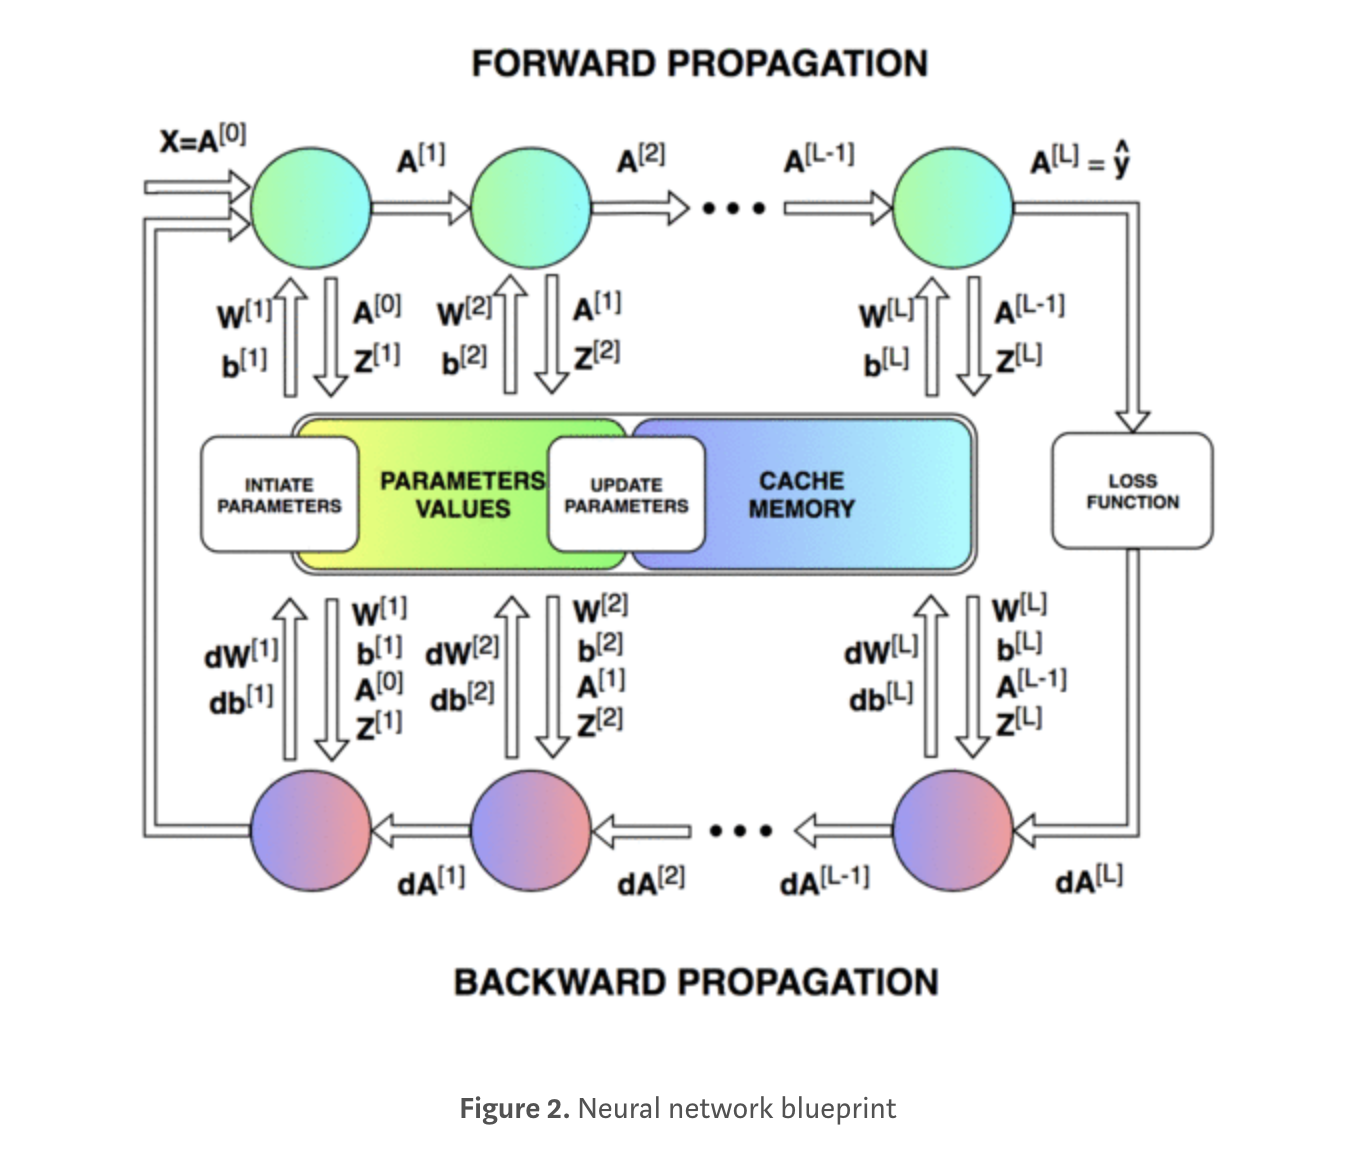 FORWARD PROPAGATION
X=A[0]
A[1]
A[2]
A[L-1]
A[L] = ŷ
W[1]
b[1]
A[0]
Z[1]
W[2]
b[2]
A[1]
Z[2]
W[L]
b[L]
A[L-1]
Z[L]
INTIATE
PARAMETERS
PARAMETERS
VALUES
UPDATE
PARAMETERS
CACHE
MEMORY
LOSS
FUNCTION
dW[1]
db[1]
W[1]
b[1]
A[0]
Z[1]
dW[2]
db[2]
W[2]
b[2]
A[1]
Z[2]
dW[L]
db[L]
W[L]
b[L]
A[L-1]
Z[L]
dA[1]
dA[2]
dA[L-1]
dA[L]
BACKWARD PROPAGATION
Figure 2. Neural network blueprint